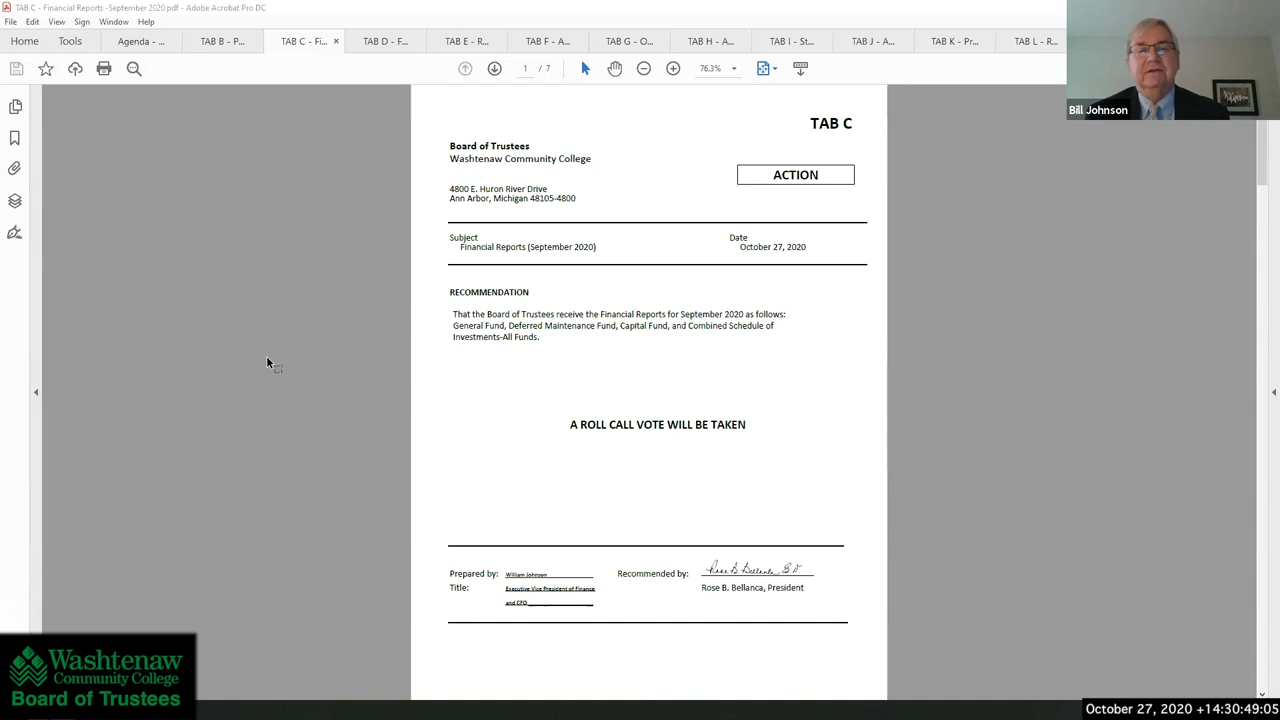 TAB C - Financial Reports -September 2020.pdf - Adobe Acrobat Pro DC
File Edit View Sign Window Help
Home Tools Agenda - ... TAB B - P... TAB C - Fi... × TAB D - F... TAB E - R... TAB F - A... TAB G - O... TAB H - A... TAB I - St... TAB J - A... TAB K - Pr... TAB L - R...
1 / 7 76.3%
Bill Johnson
TAB C
Board of Trustees
Washtenaw Community College
ACTION
4800 E. Huron River Drive
Ann Arbor, Michigan 48105-4800
Subject Date
Financial Reports (September 2020) October 27, 2020
RECOMMENDATION
That the Board of Trustees receive the Financial Reports for September 2020 as follows:
General Fund, Deferred Maintenance Fund, Capital Fund, and Combined Schedule of
Investments-All Funds.
A ROLL CALL VOTE WILL BE TAKEN
Prepared by: William Johnson Recommended by: Rose B. Bellanca
Title: Executive Vice President of Finance Rose B. Bellanca, President
and CFO
Washtenaw
Community College
Board of Trustees
October 27, 2020 +14:30:49:05